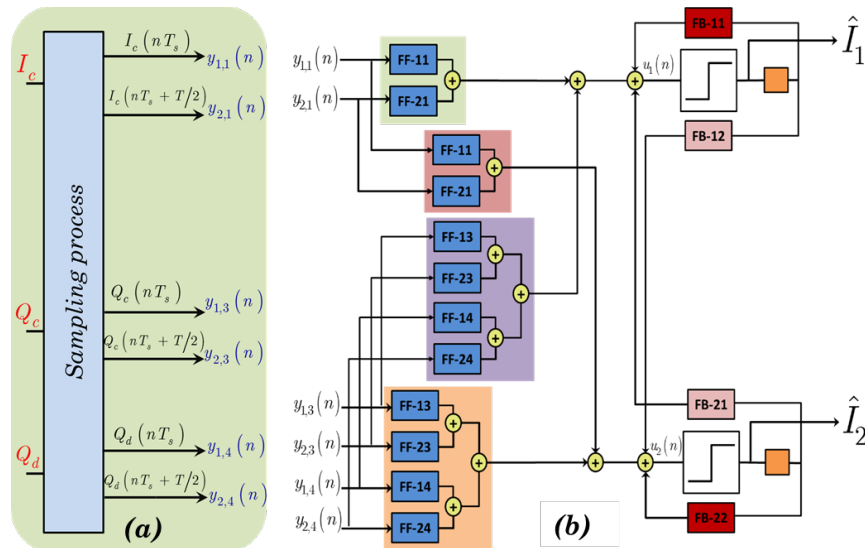 I_c
Q_c
Q_d
Sampling process
I_c(nT_s)
y_{1,1}(n)
I_c(nT_s + T/2)
y_{2,1}(n)
Q_c(nT_s)
y_{1,3}(n)
Q_c(nT_s + T/2)
y_{2,3}(n)
Q_d(nT_s)
y_{1,4}(n)
Q_d(nT_s + T/2)
y_{2,4}(n)
(a)
y_{1,1}(n)
y_{2,1}(n)
FF-11
FF-21
FF-11
FF-21
FF-13
FF-23
FF-14
FF-24
y_{1,3}(n)
y_{2,3}(n)
y_{1,4}(n)
y_{2,4}(n)
FF-13
FF-23
FF-14
FF-24
+
+
+
+
+
+
+
+
+
+
+
+
+
FB-11
u_1(n)
Î_1
FB-12
FB-21
u_2(n)
Î_2
FB-22
(b)